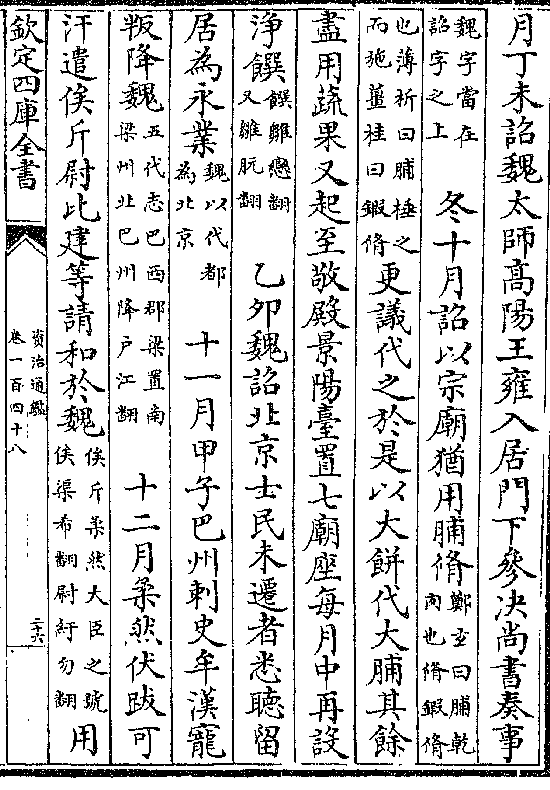 月丁未詔魏太師高陽王雍入居門下參決尚書奏事
魏字當在詔字之上 冬十月詔以宗廟猶用脯脩鄭玄曰脯乾肉也脩鍜脩
也薄析曰脯棰之而施薑桂曰鍜脩更議代之於是以大餅代大脯其餘
盡用蔬果又起至敬殿景陽臺置七廟座每月中再設
淨饌饌雛戀翻又雛睆翻 乙夘魏詔北京士民未遷者悉聽留
居為永業魏以代都為北京 十一月甲子巴州刺史牟漢寵
叛降魏五代志巴西郡梁置南梁州北巴州降户江翻 十二月柔然伏跋可
汗遣俟斤尉比建等請和於魏俟斤柔然大臣之號俟渠希翻尉紆勿翻 用
欽定四庫全書
資治通鑑
卷一百四十八
二十六